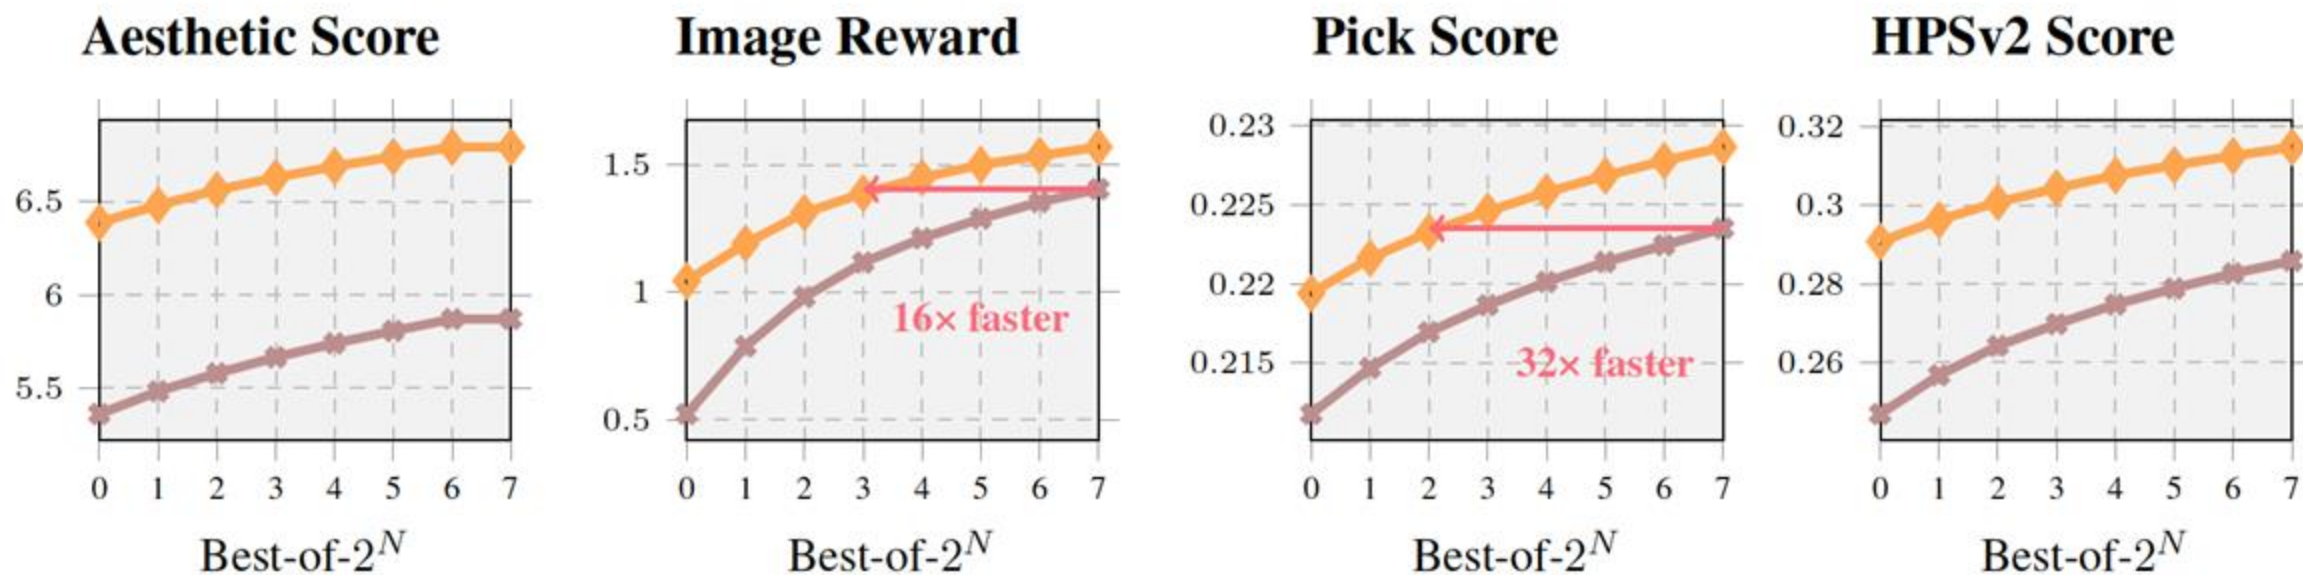 Aesthetic Score
6.5
6
5.5
0 1 2 3 4 5 6 7
Best-of-2^N
Image Reward
1.5
1
0.5
16× faster
0 1 2 3 4 5 6 7
Best-of-2^N
Pick Score
0.23
0.225
0.22
0.215
32× faster
0 1 2 3 4 5 6 7
Best-of-2^N
HPSv2 Score
0.32
0.3
0.28
0.26
0 1 2 3 4 5 6 7
Best-of-2^N